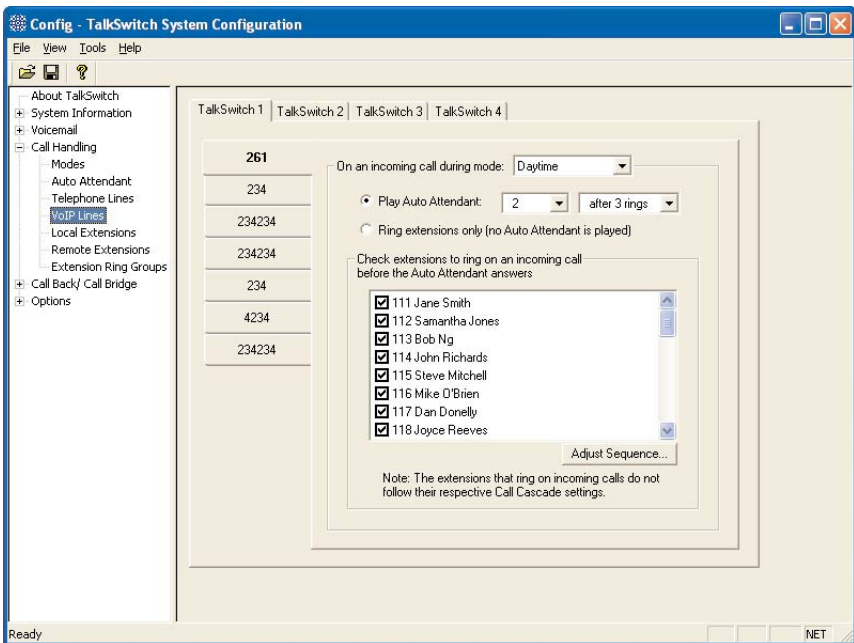 Config - TalkSwitch System Configuration
File View Tools Help
About TalkSwitch
System Information
Voicemail
Call Handling
Modes
Auto Attendant
Telephone Lines
VoIP Lines
Local Extensions
Remote Extensions
Extension Ring Groups
Call Back/ Call Bridge
Options
TalkSwitch 1 TalkSwitch 2 TalkSwitch 3 TalkSwitch 4
261
234
234234
234234
234
4234
234234
On an incoming call during mode: Daytime
Play Auto Attendant: 2 after 3 rings
Ring extensions only (no Auto Attendant is played)
Check extensions to ring on an incoming call
before the Auto Attendant answers
111 Jane Smith
112 Samantha Jones
113 Bob Ng
114 John Richards
115 Steve Mitchell
116 Mike O'Brien
117 Dan Donelly
118 Joyce Reeves
Adjust Sequence...
Note: The extensions that ring on incoming calls do not
follow their respective Call Cascade settings.
Ready NET